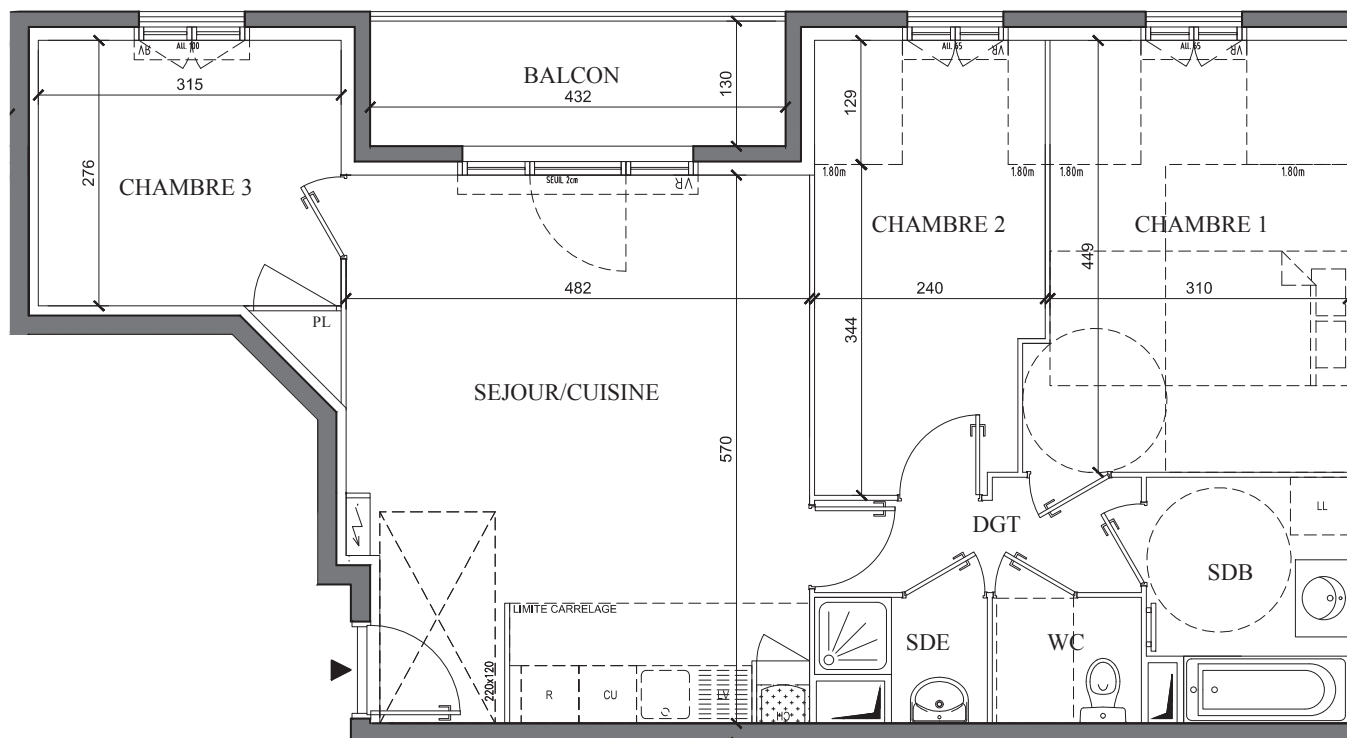 All. 100
VR
All. 65
VR
All. 65
VR
315
BALCON
432
130
129
276
CHAMBRE 3
SEUIL 2cm
VR
1.80m
1.80m
1.80m
1.80m
CHAMBRE 2
CHAMBRE 1
449
482
240
310
PL
344
SEJOUR/CUISINE
570
DGT
LL
SDB
LIMITE CARRELAGE
SDE
WC
220x120
R
CU